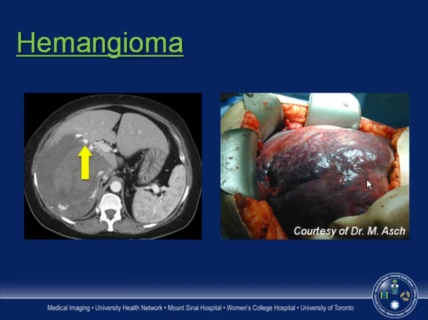 Hemangioma
Courtesy of Dr. M. Asch
Medical Imaging • University Health Network • Mount Sinai Hospital • Women's College Hospital • University of Toronto